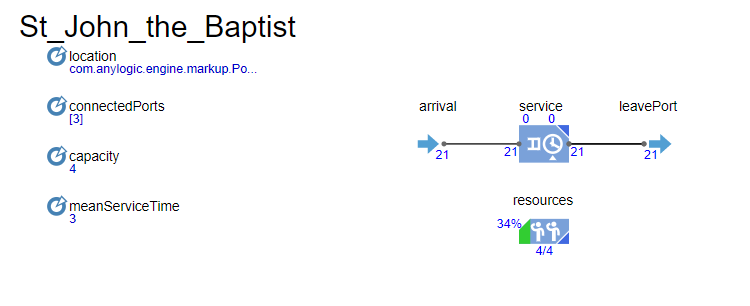 St_John_the_Baptist
location
com.anylogic.engine.markup.Po...
connectedPorts
[3]
capacity
4
meanServiceTime
3
arrival service leavePort
0 0
21 21 21 21
resources
34%
4/4